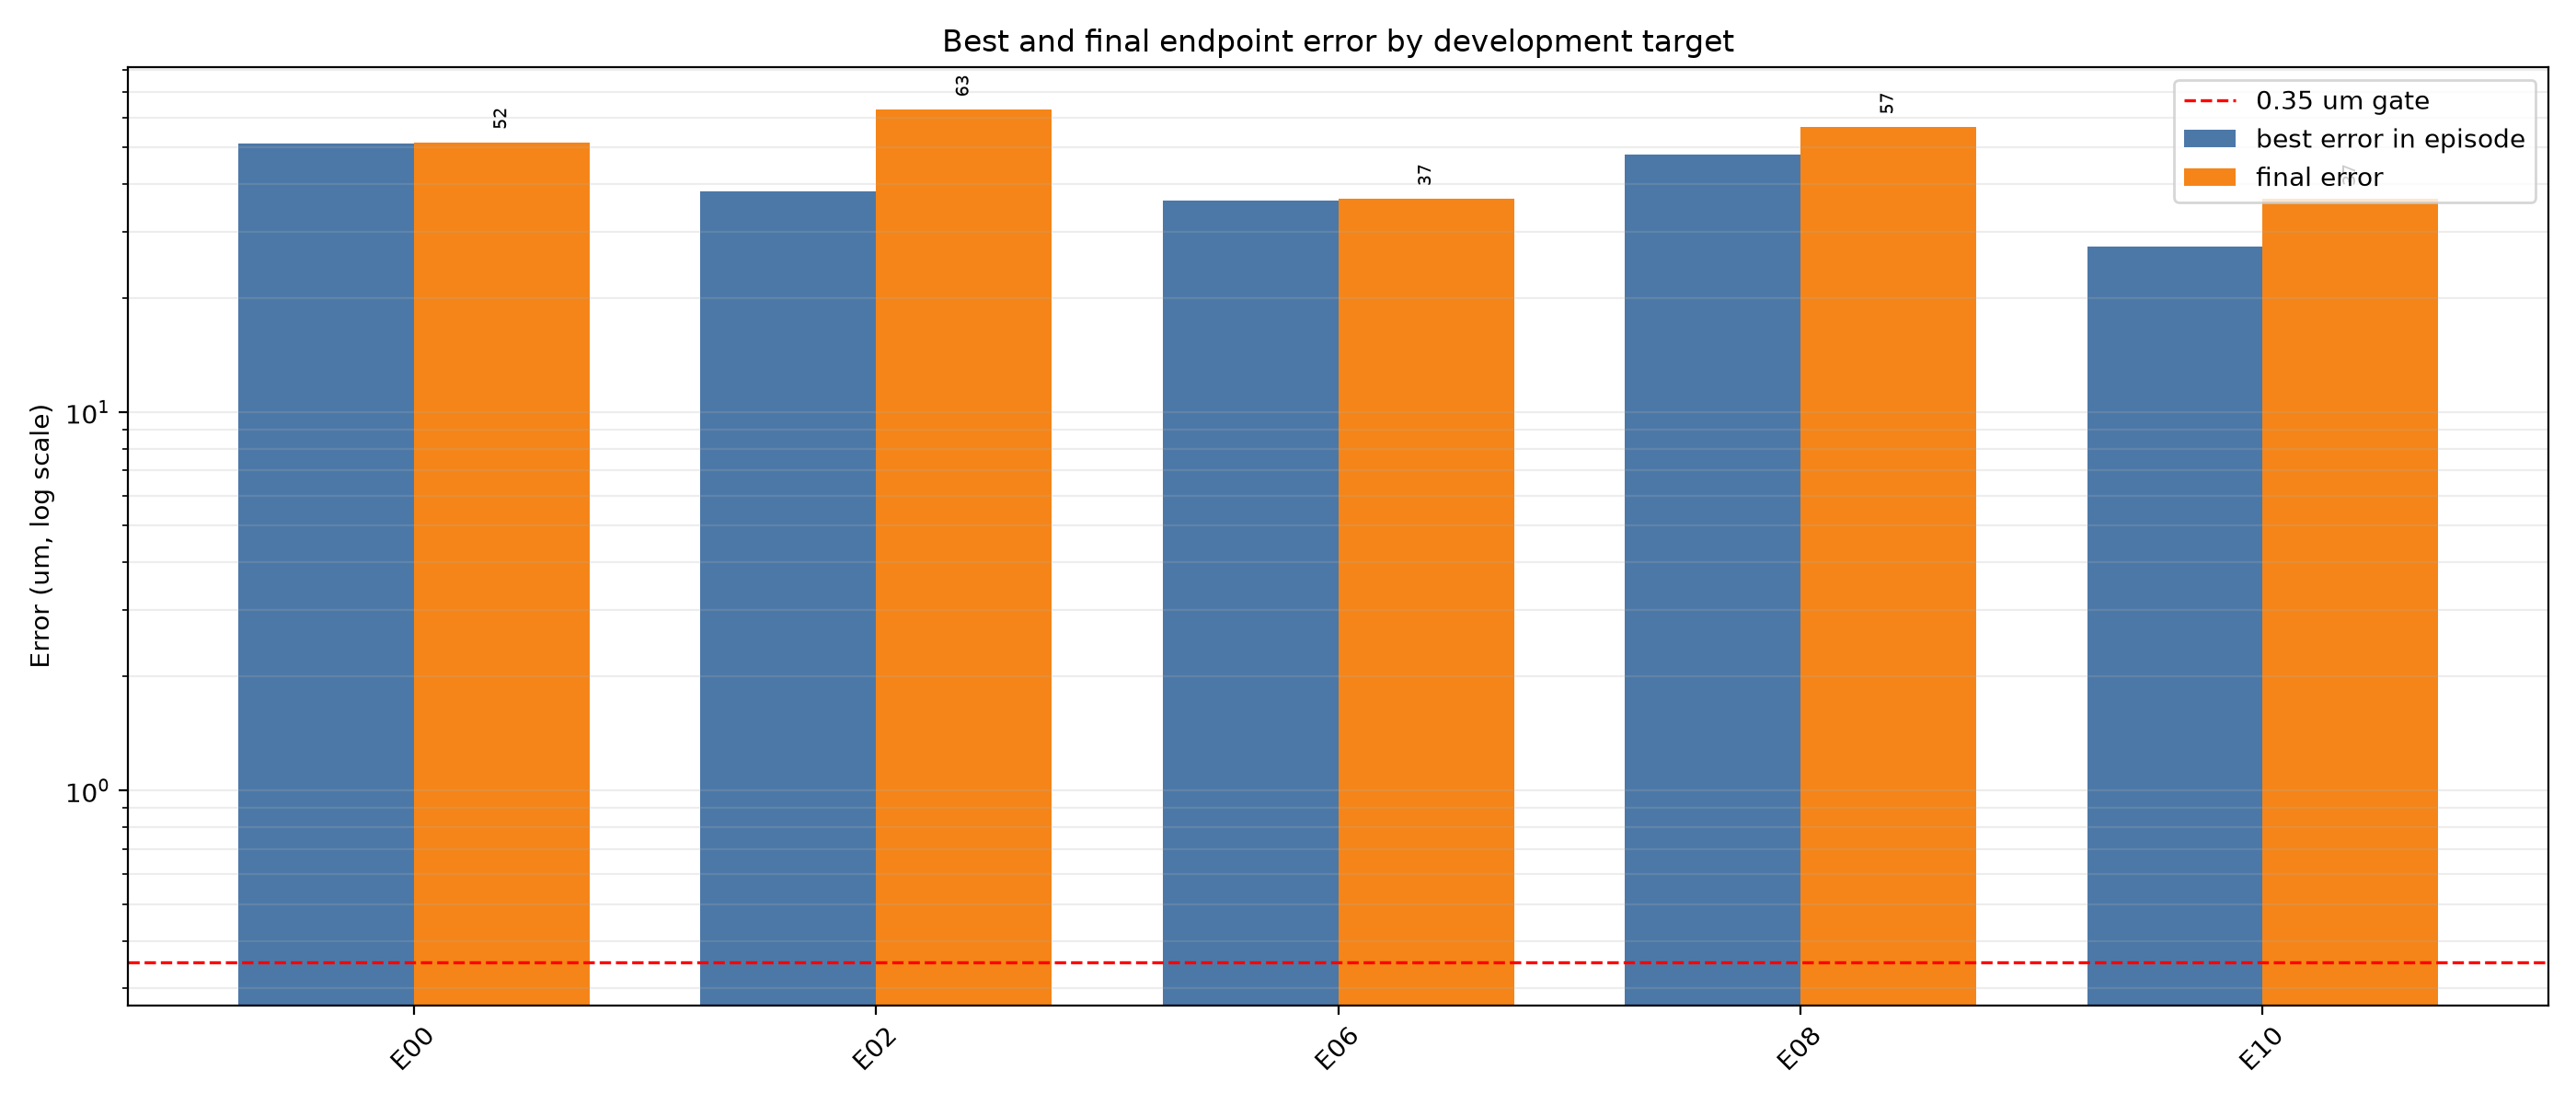 Best and final endpoint error by development target
52
63
37
57
0.35 um gate
best error in episode
final error
Error (um, log scale)
10¹
10⁰
E00
E02
E06
E08
E10